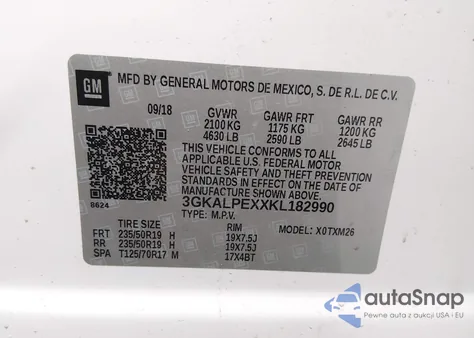 GM
MFD BY GENERAL MOTORS DE MEXICO, S. DE R.L. DE C.V.
09/18 GVWR GAWR FRT GAWR RR
2100 KG 1175 KG 1200 KG
4630 LB 2590 LB 2645 LB
THIS VEHICLE CONFORMS TO ALL
APPLICABLE U.S. FEDERAL MOTOR
VEHICLE SAFETY AND THEFT
PREVENTION STANDARDS IN EFFECT ON
THE DATE OF MANUFACTURE SHOWN
ABOVE.
3GKALPEXXKL182990
8624 TYPE: M.P.V. MODEL: X0TXM26
TIRE SIZE RIM
FRT 235/50R19 H 19X7.5J
RR 235/50R19 H 19X7.5J
SPA T125/70R17 M 17X4BT
autoSnap
Pewne auta z USA i EU